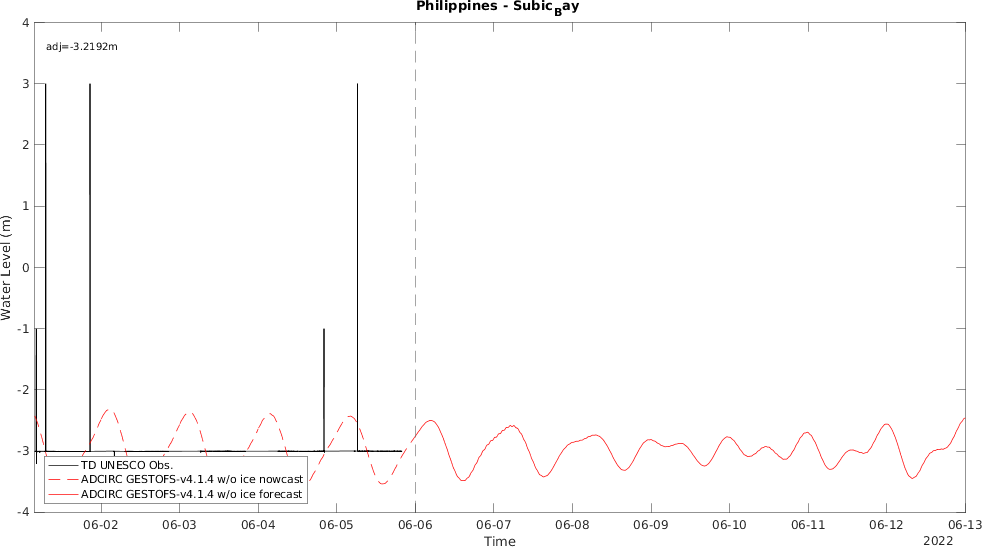 Philippines - SubicBay
4
adj=-3.2192m
3
2
1
0
-1
-2
-3
-4
Water Level (m)
TD UNESCO Obs.
ADCIRC GESTOFS-v4.1.4 w/o ice nowcast
ADCIRC GESTOFS-v4.1.4 w/o ice forecast
06-02 06-03 06-04 06-05 06-06 06-07 06-08 06-09 06-10 06-11 06-12 06-13
Time
2022